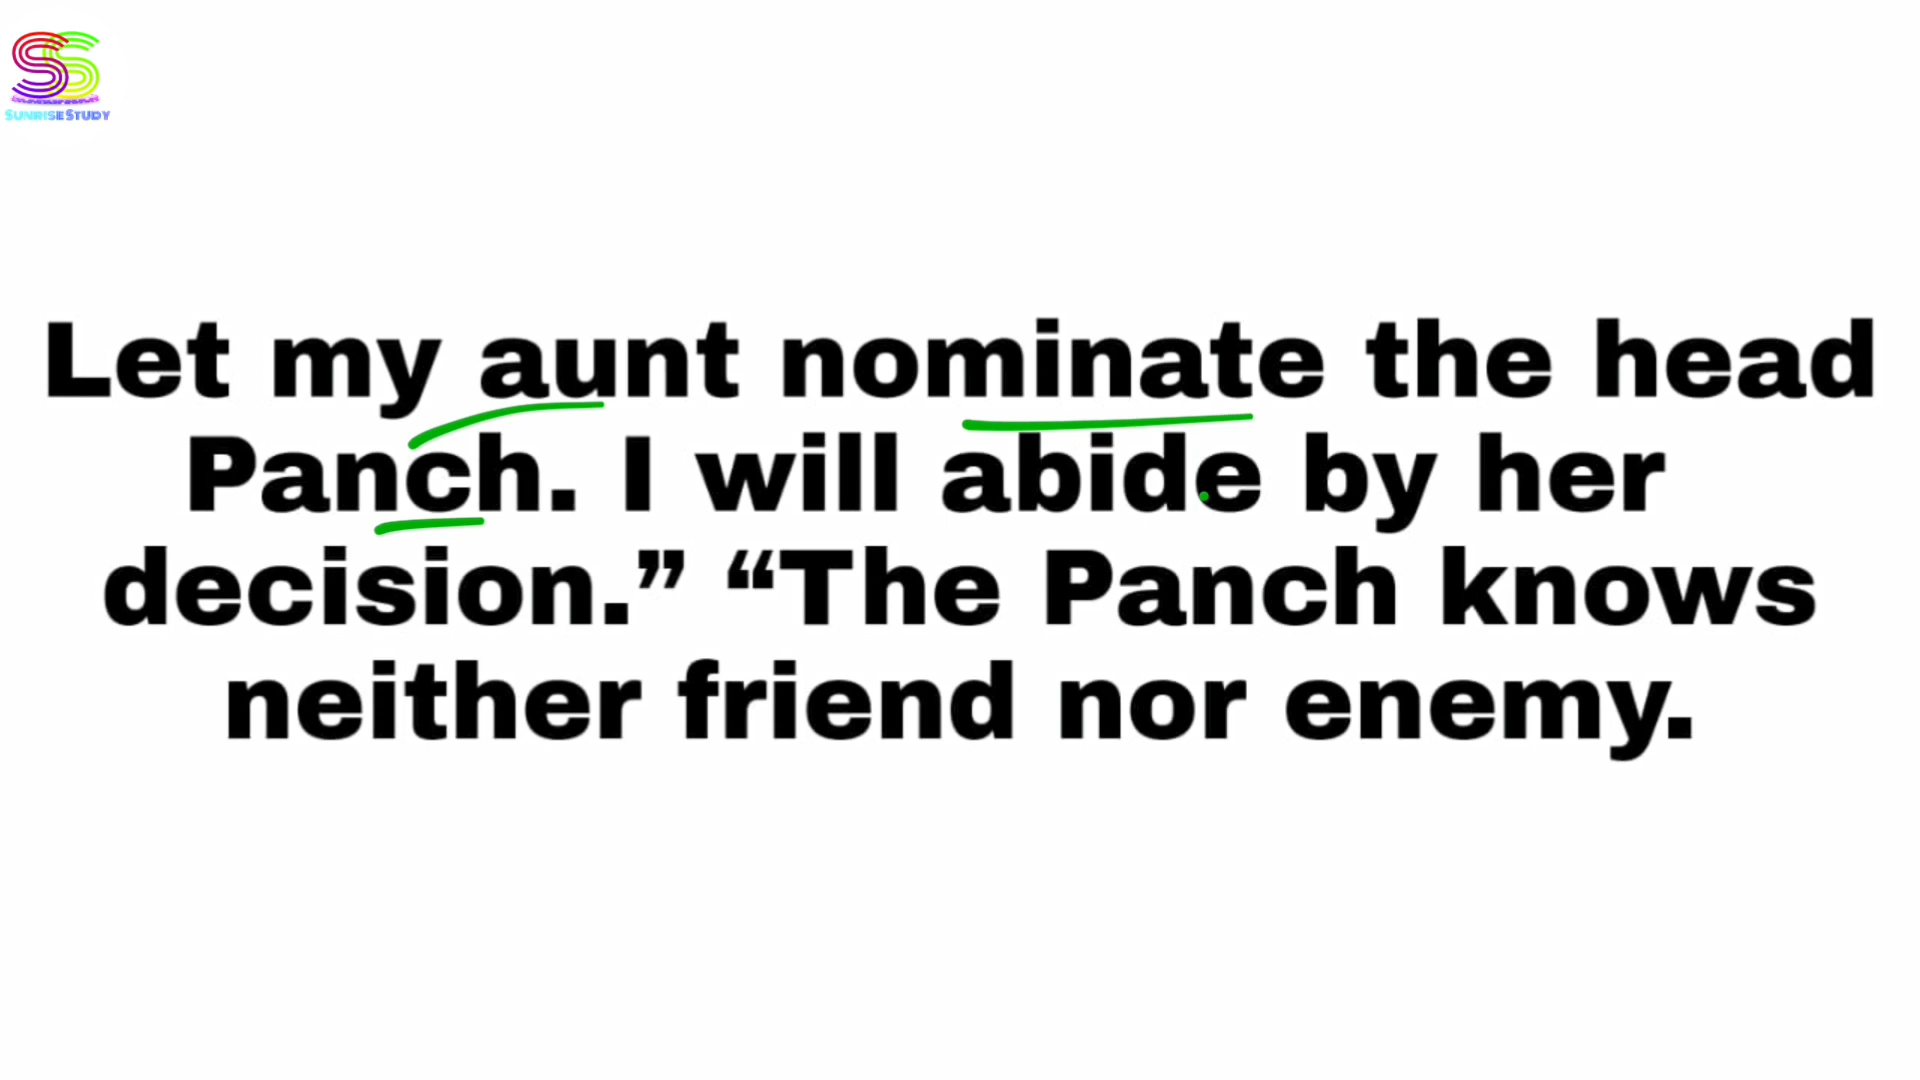 SUNRISE STUDY
Let my aunt nominate the head
Panch. I will abide by her
decision.” “The Panch knows
neither friend nor enemy.